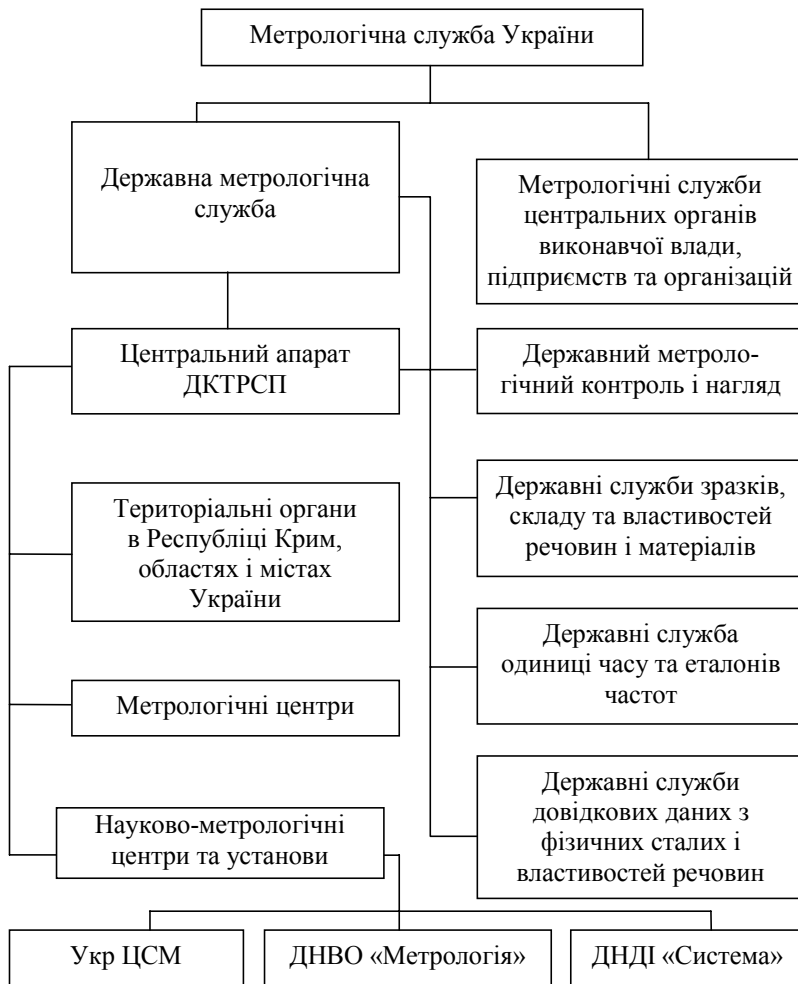 Метрологічна служба України
Державна метрологічна
служба
Метрологічні служби
центральних органів
виконавчої влади,
підприємств та організацій
Центральний апарат
ДКТРСП
Державний метроло-
гічний контроль і нагляд
Територіальні органи
в Республіці Крим,
областях і містах
України
Державні служби зразків,
складу та властивостей
речовин і матеріалів
Державні служба
одиниці часу та еталонів
частот
Метрологічні центри
Державні служби
довідкових даних з
фізичних сталих і
властивостей речовин
Науково-метрологічні
центри та установи
Укр ЦСМ
ДНВО «Метрологія»
ДНДІ «Система»